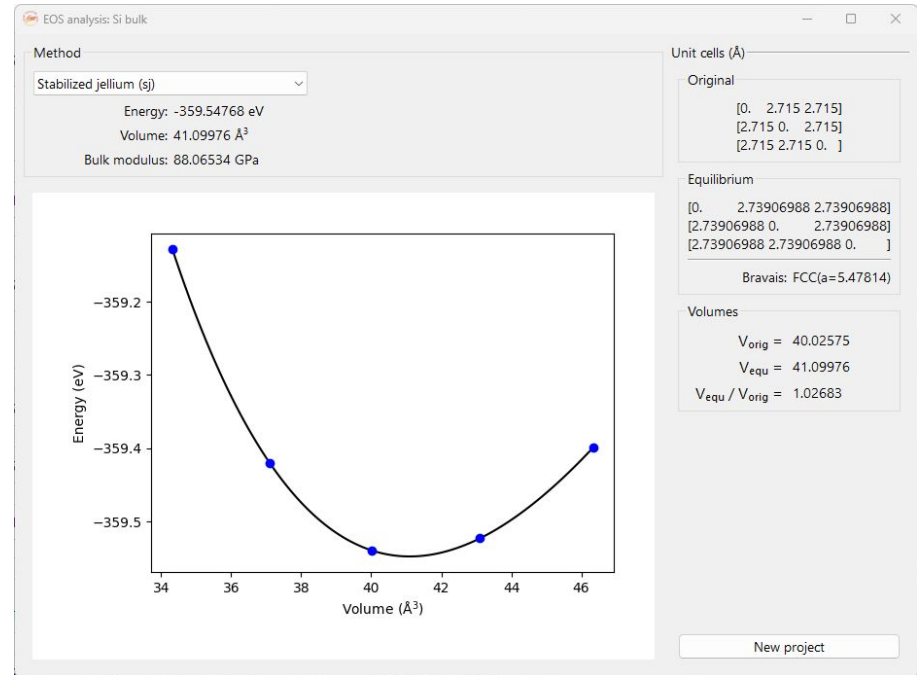 EOS analysis: Si bulk
Method
Stabilized jellium (sj)
Energy: -359.54768 eV
Volume: 41.09976 Å³
Bulk modulus: 88.06534 GPa
−359.2
−359.3
−359.4
−359.5
Energy (eV)
34 36 38 40 42 44 46
Volume (Å³)
Unit cells (Å)
Original
[0. 2.715 2.715]
[2.715 0. 2.715]
[2.715 2.715 0. ]
Equilibrium
[0. 2.73906988 2.73906988]
[2.73906988 0. 2.73906988]
[2.73906988 2.73906988 0. ]
Bravais: FCC(a=5.47814)
Volumes
Vorig = 40.02575
Vequ = 41.09976
Vequ / Vorig = 1.02683
New project